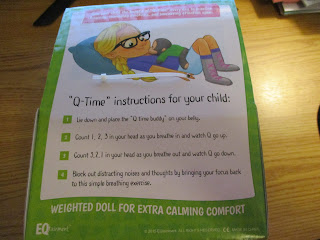 "Q-Time" instructions for your child:
1 Lie down and place the "Q time buddy" on your belly.
2 Count 1, 2, 3 in your head as you breathe in and watch Q go up.
3 Count 3,2,1 in your head as you breathe out and watch Q go down.
4 Block out distracting noises and thoughts by bringing your focus back
to this simple breathing exercise.
WEIGHTED DOLL FOR EXTRA CALMING COMFORT
EQ